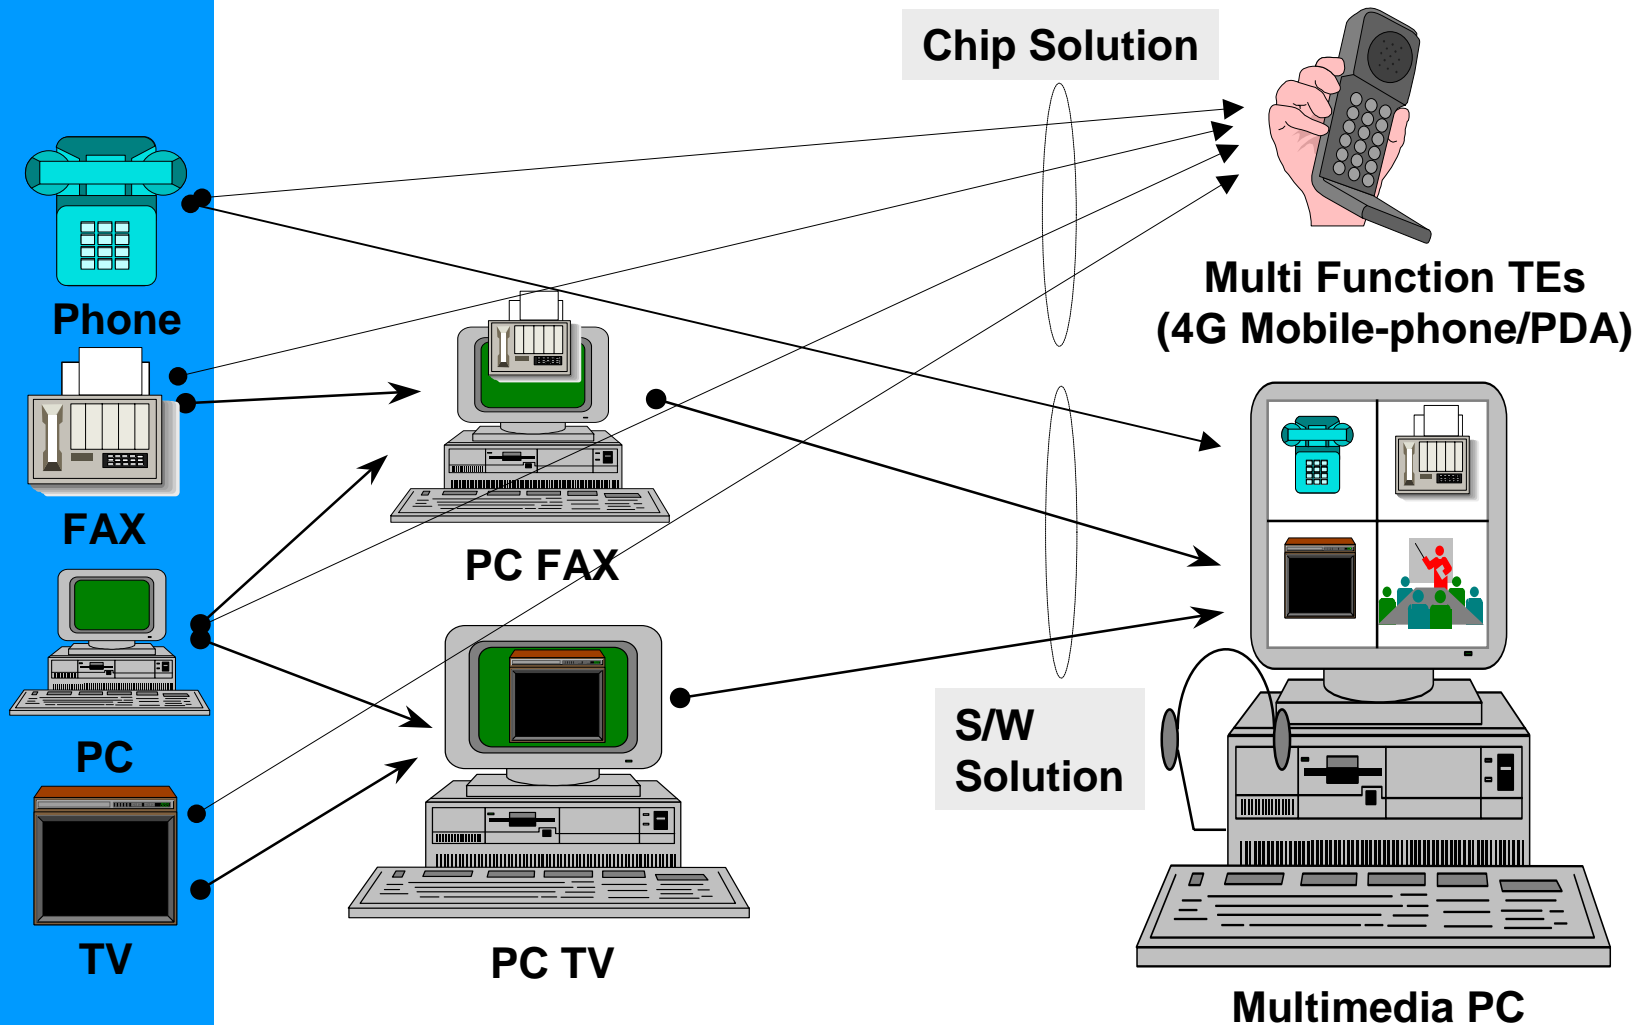 Chip Solution
Phone
Multi Function TEs
(4G Mobile-phone/PDA)
FAX
PC FAX
PC
S/W
Solution
TV
PC TV
Multimedia PC